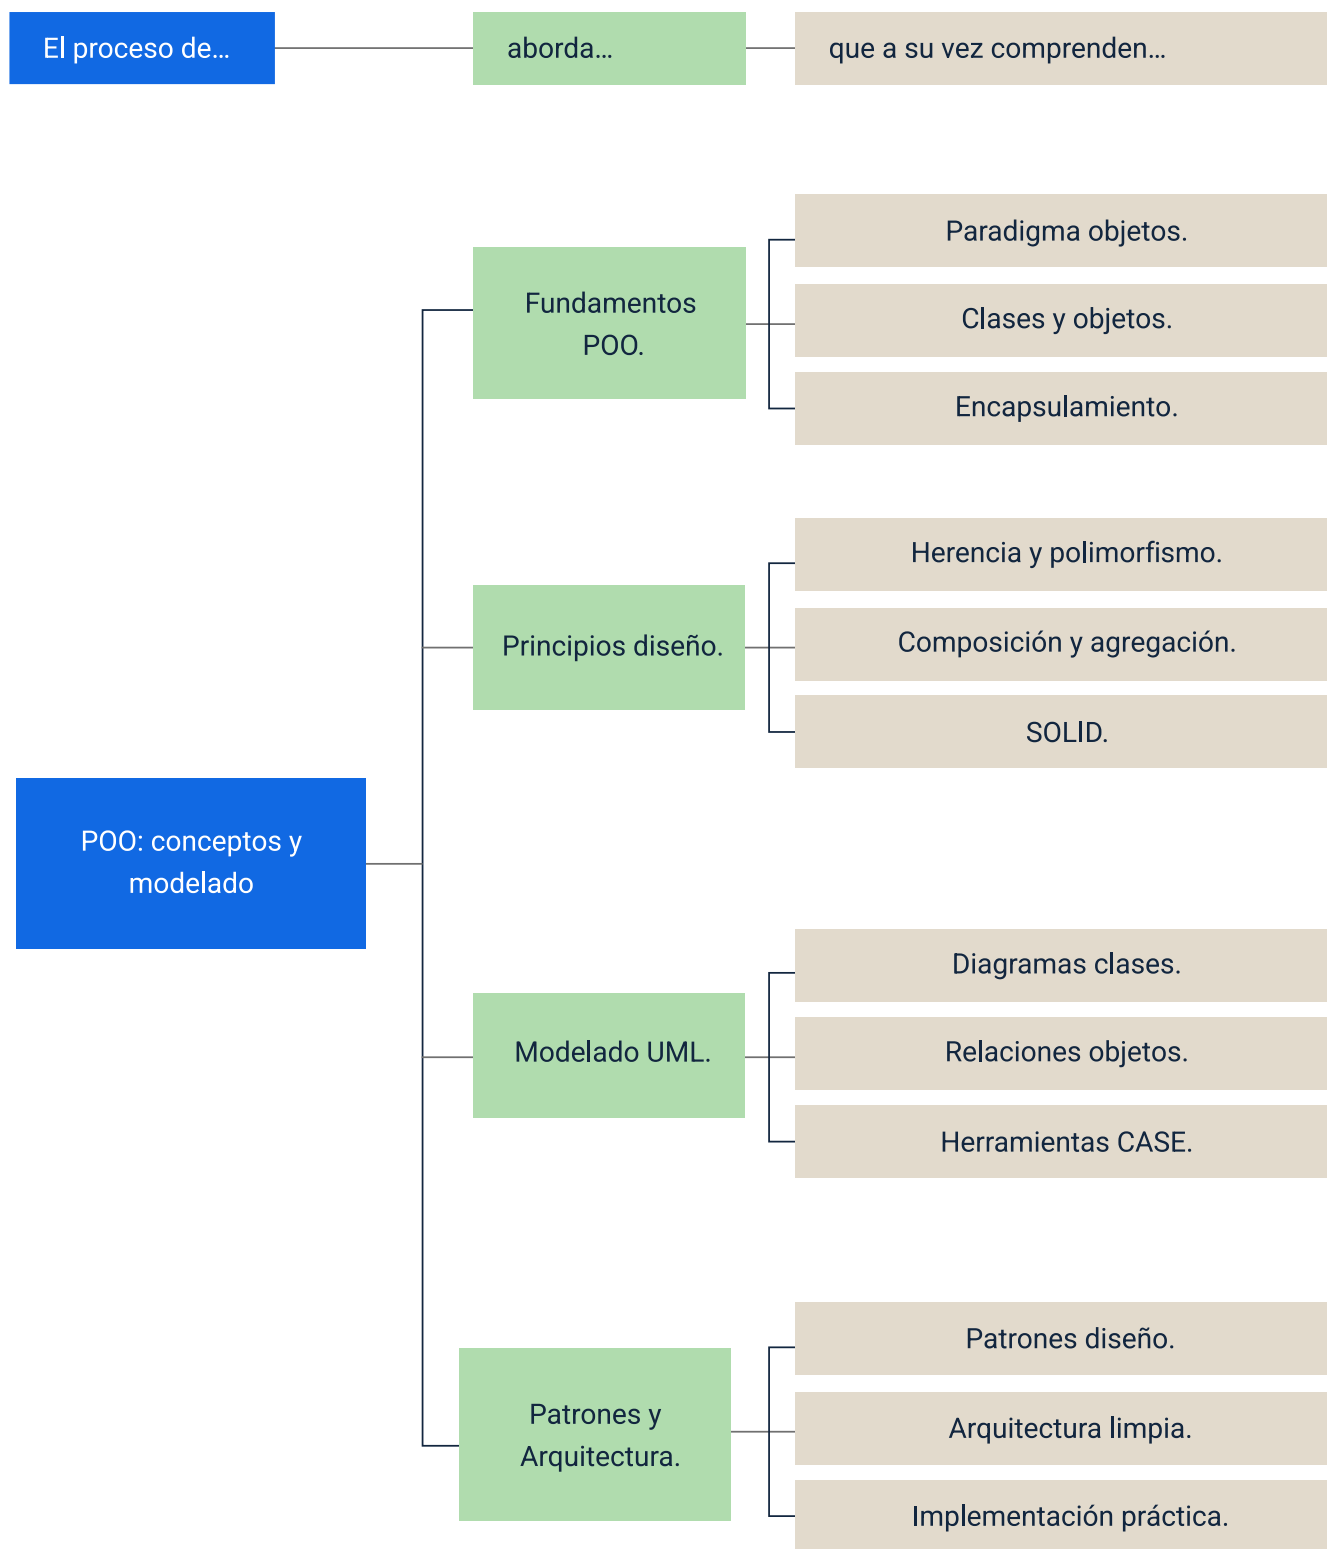 El proceso de...
aborda...
que a su vez comprenden...
Paradigma objetos.
Fundamentos
POO.
Clases y objetos.
Encapsulamiento.
Herencia y polimorfismo.
Principios diseño.
Composición y agregación.
SOLID.
POO: conceptos y
modelado
Diagramas clases.
Modelado UML.
Relaciones objetos.
Herramientas CASE.
Patrones diseño.
Patrones y
Arquitectura.
Arquitectura limpia.
Implementación práctica.